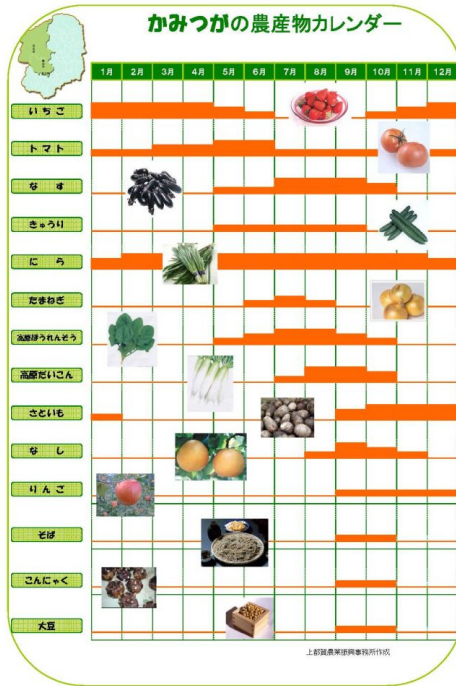 かみつがの農産物カレンダー
1月 2月 3月 4月 5月 6月 7月 8月 9月 10月 11月 12月
いちご
トマト
なす
きゅうり
にら
たまねぎ
高原ほうれんそう
高原だいこん
さといも
なし
りんご
そば
こんにゃく
大豆
上都賀農業振興事務所作成